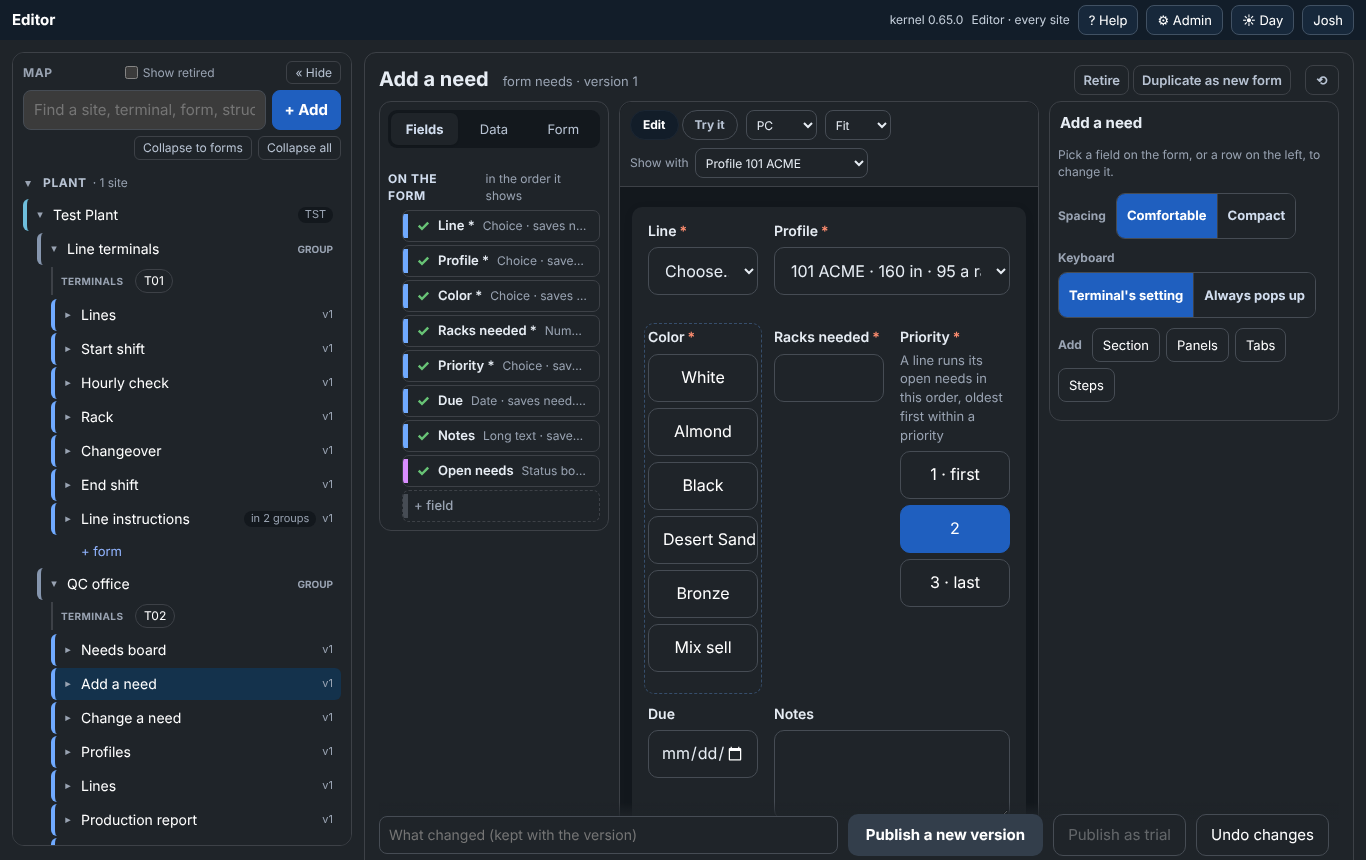 Editor
kernel 0.65.0 Editor · every site ? Help ⚙ Admin ☀ Day Josh
MAP Show retired « Hide
Find a site, terminal, form, struc + Add
Collapse to forms Collapse all
PLANT · 1 site
Test Plant TST
Line terminals GROUP
TERMINALS T01
Lines v1
Start shift v1
Hourly check v1
Rack v1
Changeover v1
End shift v1
Line instructions in 2 groups v1
+ form
QC office GROUP
TERMINALS T02
Needs board v1
Add a need v1
Change a need v1
Profiles v1
Lines v1
Production report v1
Add a need form needs · version 1
Retire Duplicate as new form ⟲
Fields Data Form
ON THE FORM in the order it shows
Line * Choice · saves n...
Profile * Choice · save...
Color * Choice · saves ...
Racks needed * Num...
Priority * Choice · sav...
Due Date · saves need....
Notes Long text · save...
Open needs Status bo...
+ field
Edit Try it PC Fit
Show with Profile 101 ACME
Line * Profile *
Choose. 101 ACME · 160 in · 95 a ra
Color * Racks needed * Priority *
A line runs its
open needs in
this order, oldest
first within a
priority
White
Almond
Black
Desert Sand
Bronze
Mix sell
1 · first
2
3 · last
Due Notes
mm/dd/
Add a need
Pick a field on the form, or a row on the left, to
change it.
Spacing Comfortable Compact
Keyboard
Terminal's setting Always pops up
Add Section Panels Tabs
Steps
What changed (kept with the version) Publish a new version Publish as trial Undo changes